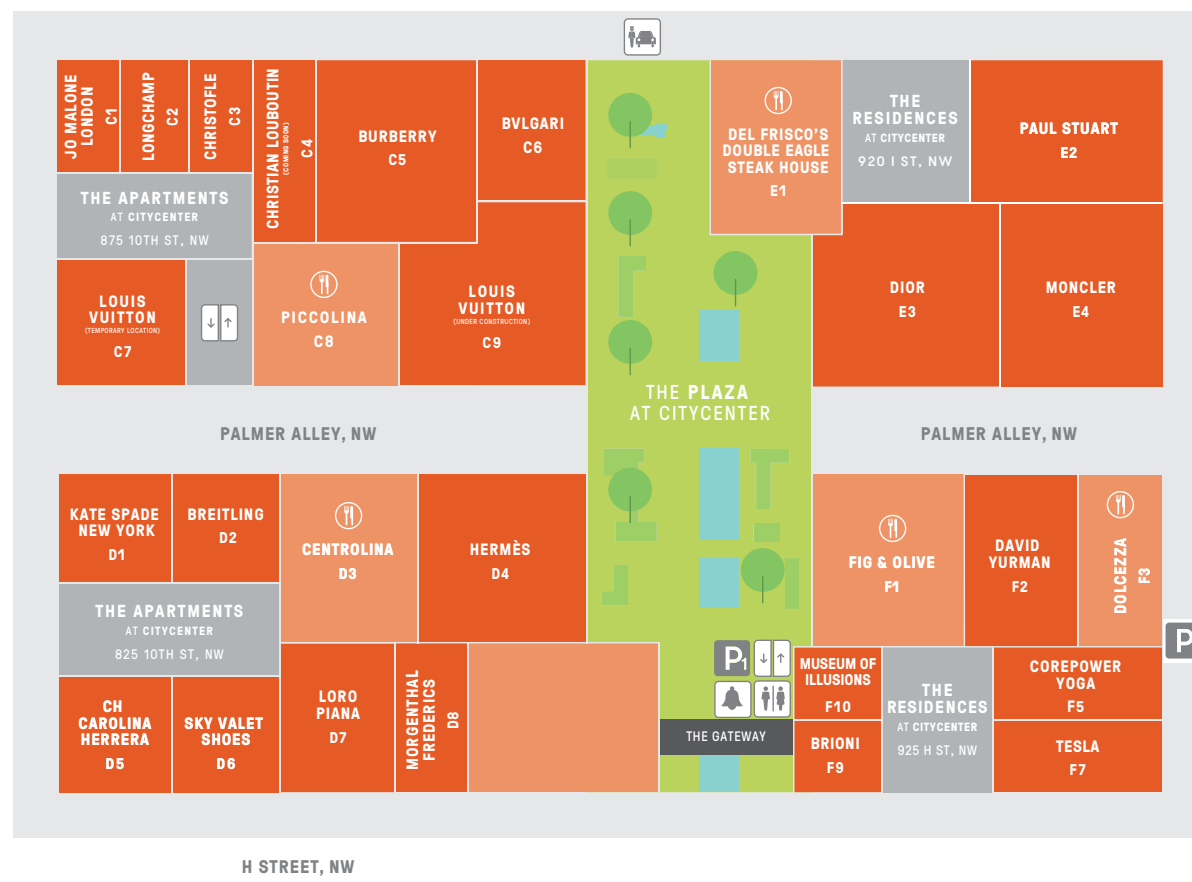 JO MALONE
LONDON
C1
LONGCHAMP
C2
CHRISTOFLE
C3
CHRISTIAN LOUBOUTIN
(COMING SOON)
C4
BURBERRY
C5
BVLGARI
C6
THE APARTMENTS
AT CITYCENTER
875 10TH ST, NW
LOUIS
VUITTON
(TEMPORARY LOCATION)
C7
PICCOLINA
C8
LOUIS
VUITTON
(UNDER CONSTRUCTION)
C9
DEL FRISCO'S
DOUBLE EAGLE
STEAK HOUSE
E1
THE
RESIDENCES
AT CITYCENTER
920 I ST, NW
PAUL STUART
E2
DIOR
E3
MONCLER
E4
THE PLAZA
AT CITYCENTER
PALMER ALLEY, NW
PALMER ALLEY, NW
KATE SPADE
NEW YORK
D1
BREITLING
D2
CENTROLINA
D3
HERMÈS
D4
THE APARTMENTS
AT CITYCENTER
825 10TH ST, NW
CH
CAROLINA
HERRERA
D5
SKY VALET
SHOES
D6
LORO
PIANA
D7
MORGENTHAL
FREDERICS
D8
FIG & OLIVE
F1
DAVID
YURMAN
F2
DOLCEZZA
F3
P1
THE GATEWAY
MUSEUM OF
ILLUSIONS
F10
BRIONI
F9
THE
RESIDENCES
AT CITYCENTER
925 H ST, NW
COREPOWER
YOGA
F5
TESLA
F7
P
H STREET, NW